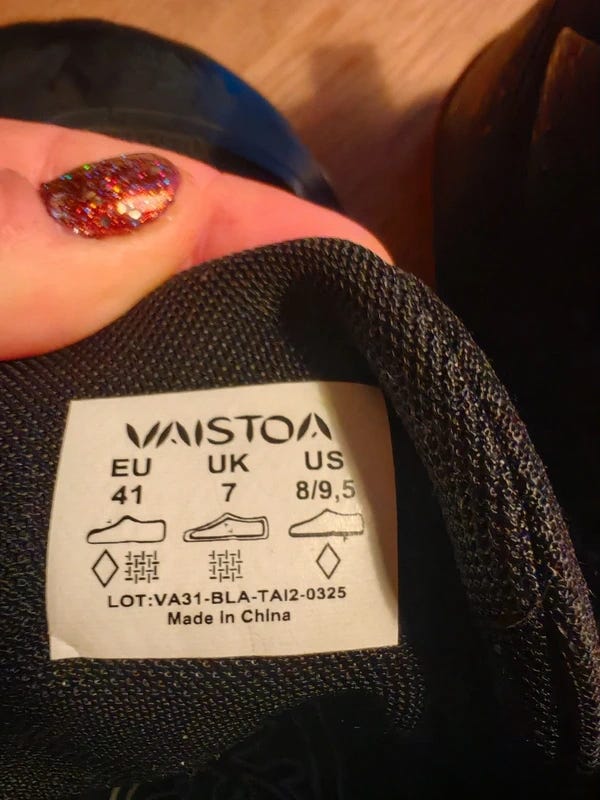 VAISTOA
EU UK US
41 7 8/9,5
LOT:VA31-BLA-TAI2-0325
Made in China